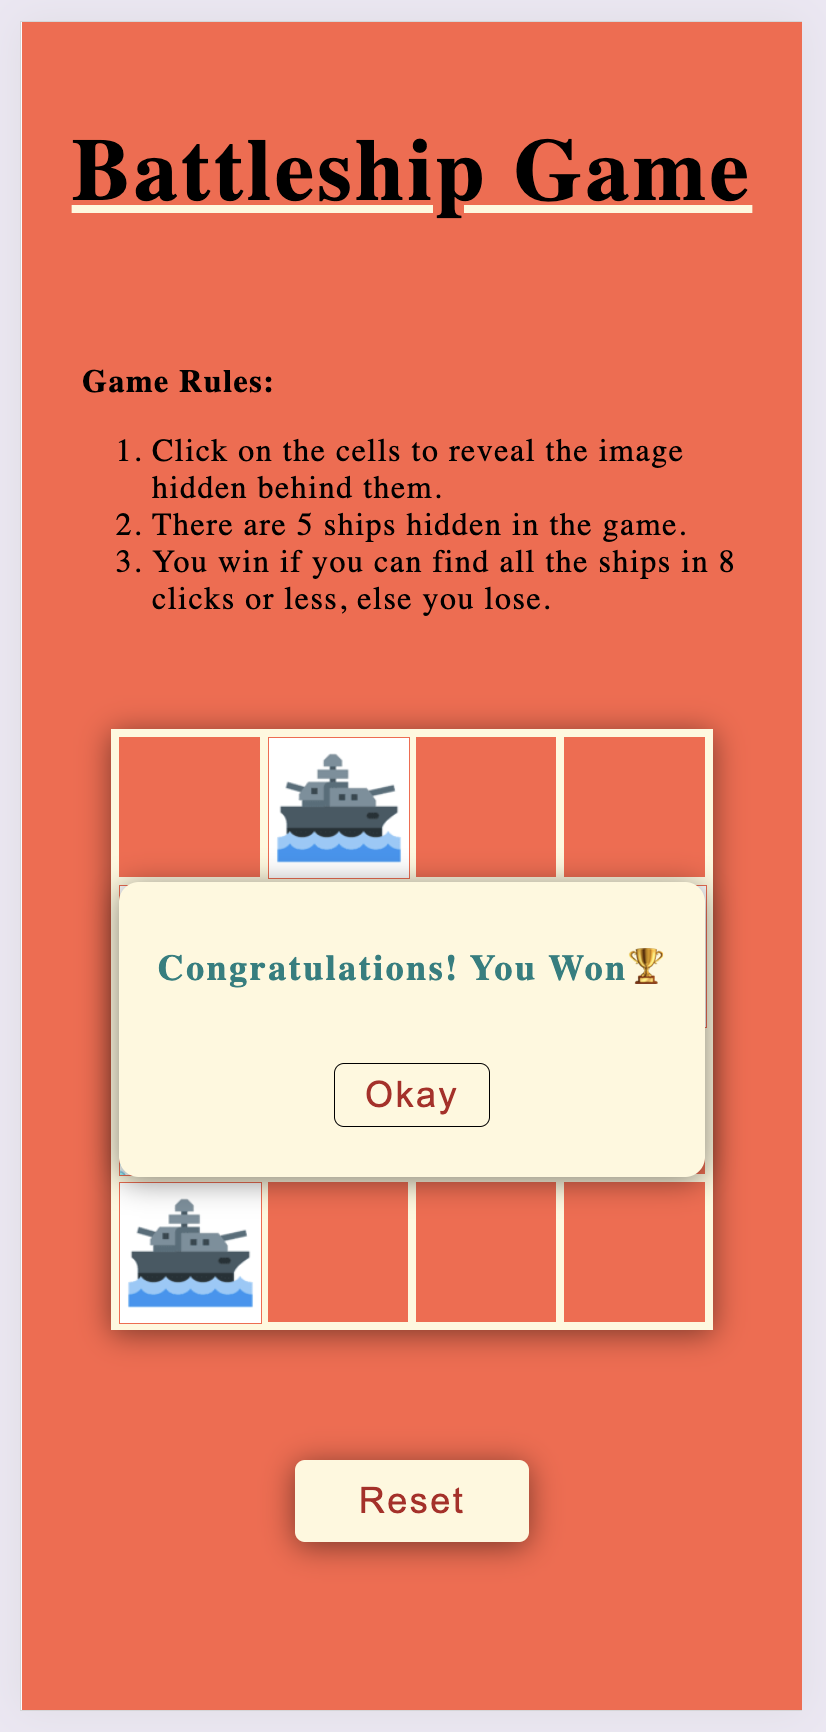 Battleship Game
Game Rules:
1. Click on the cells to reveal the image
hidden behind them.
2. There are 5 ships hidden in the game.
3. You win if you can find all the ships in 8
clicks or less, else you lose.
Congratulations! You Won🏆
Okay
Reset